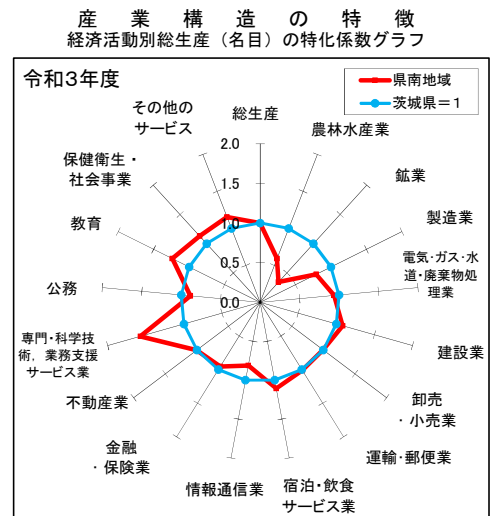 産業構造の特徴
経済活動別総生産（名目）の特化係数グラフ
令和3年度
県南地域
茨城県＝1
総生産
農林水産業
鉱業
製造業
電気・ガス・水
道・廃棄物処
理業
建設業
卸売
・小売業
運輸・郵便業
宿泊・飲食
サービス業
情報通信業
金融
・保険業
不動産業
専門・科学技
術，業務支援
サービス業
公務
教育
保健衛生・
社会事業
その他の
サービス
2.0
1.5
1.0
0.5
0.0